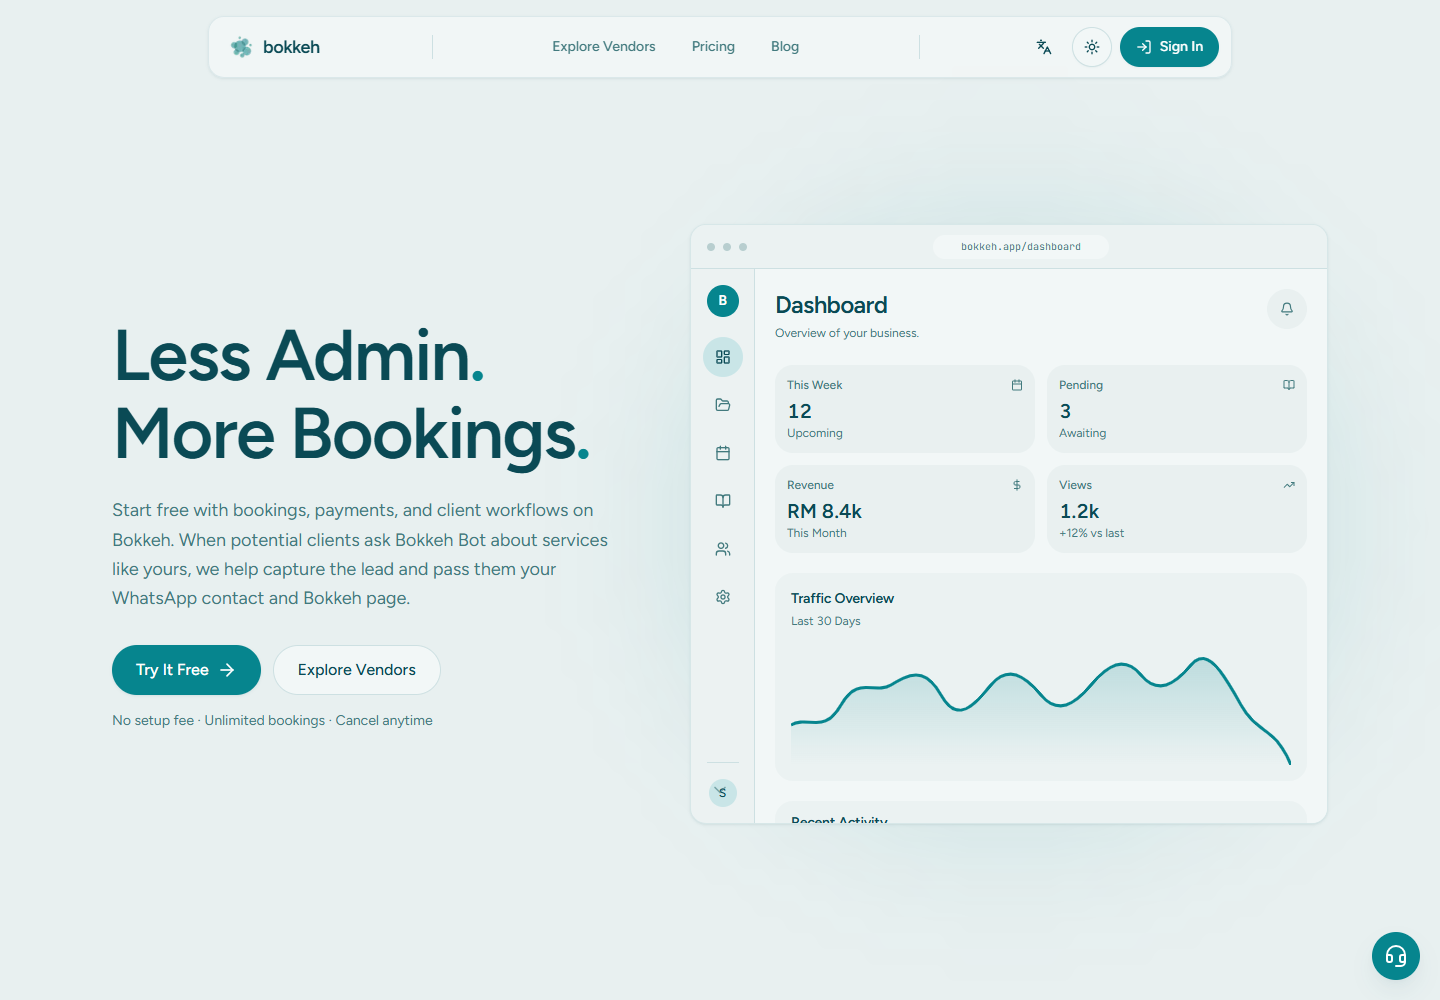 bokkeh
Explore Vendors
Pricing
Blog
Sign In
Less Admin.
More Bookings.
Start free with bookings, payments, and client workflows on
Bokkeh. When potential clients ask Bokkeh Bot about services
like yours, we help capture the lead and pass them your
WhatsApp contact and Bokkeh page.
Try It Free
Explore Vendors
No setup fee · Unlimited bookings · Cancel anytime
bokkeh.app/dashboard
B
Dashboard
Overview of your business.
This Week
12
Upcoming
Pending
3
Awaiting
Revenue
RM 8.4k
This Month
Views
1.2k
+12% vs last
Traffic Overview
Last 30 Days
S
Recent Activity